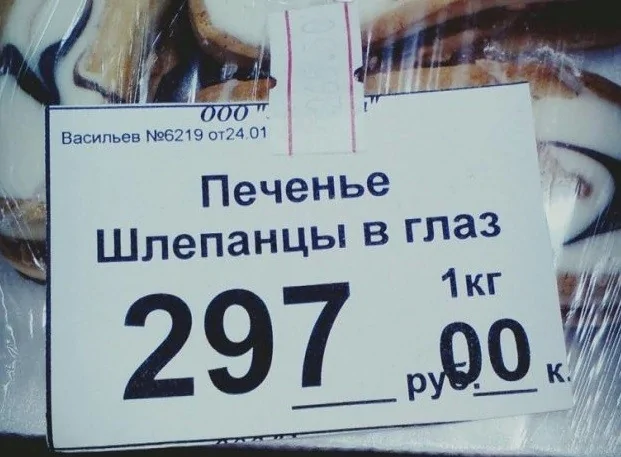 ООО "
Васильев №6219 от24.01
Печенье
Шлепанцы в глаз
1кг
297 руб. 00 к.